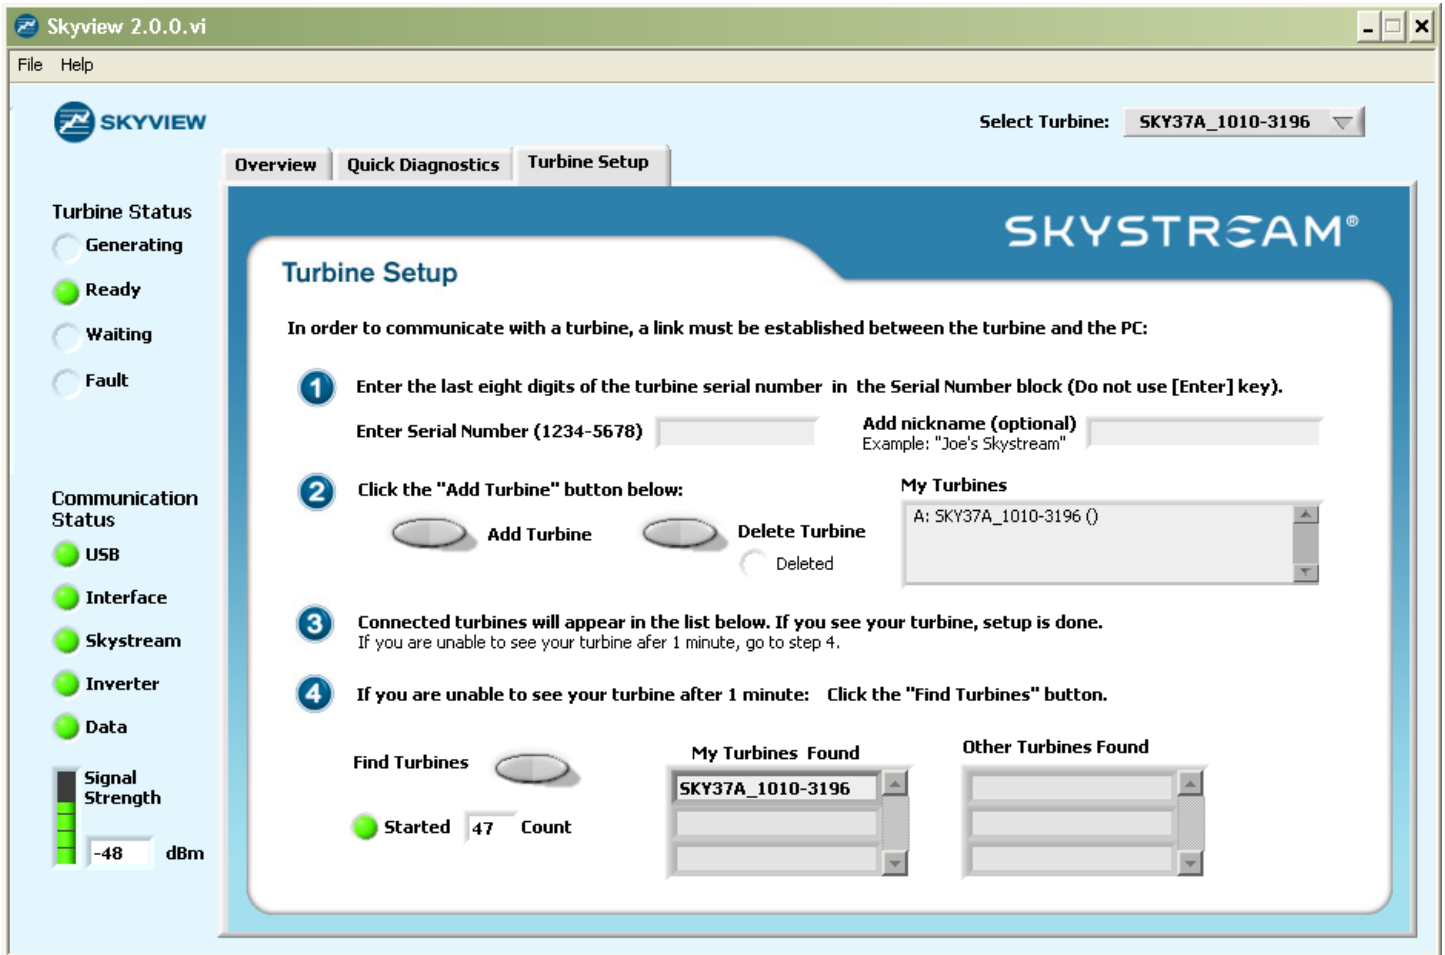 Skyview 2.0.0.vi
File Help
SKYVIEW
Select Turbine: SKY37A_1010-3196
Overview Quick Diagnostics Turbine Setup
Turbine Status
Generating
Ready
Waiting
Fault
Communication
Status
USB
Interface
Skystream
Inverter
Data
Signal
Strength
-48 dBm
SKYSTREAM®
Turbine Setup
In order to communicate with a turbine, a link must be established between the turbine and the PC:
1 Enter the last eight digits of the turbine serial number in the Serial Number block (Do not use [Enter] key).
Enter Serial Number (1234-5678)
Add nickname (optional)
Example: "Joe's Skystream"
2 Click the "Add Turbine" button below:
Add Turbine
Delete Turbine
Deleted
My Turbines
A: SKY37A_1010-3196 ()
3 Connected turbines will appear in the list below. If you see your turbine, setup is done.
If you are unable to see your turbine afer 1 minute, go to step 4.
4 If you are unable to see your turbine after 1 minute: Click the "Find Turbines" button.
Find Turbines
Started 47 Count
My Turbines Found
SKY37A_1010-3196
Other Turbines Found